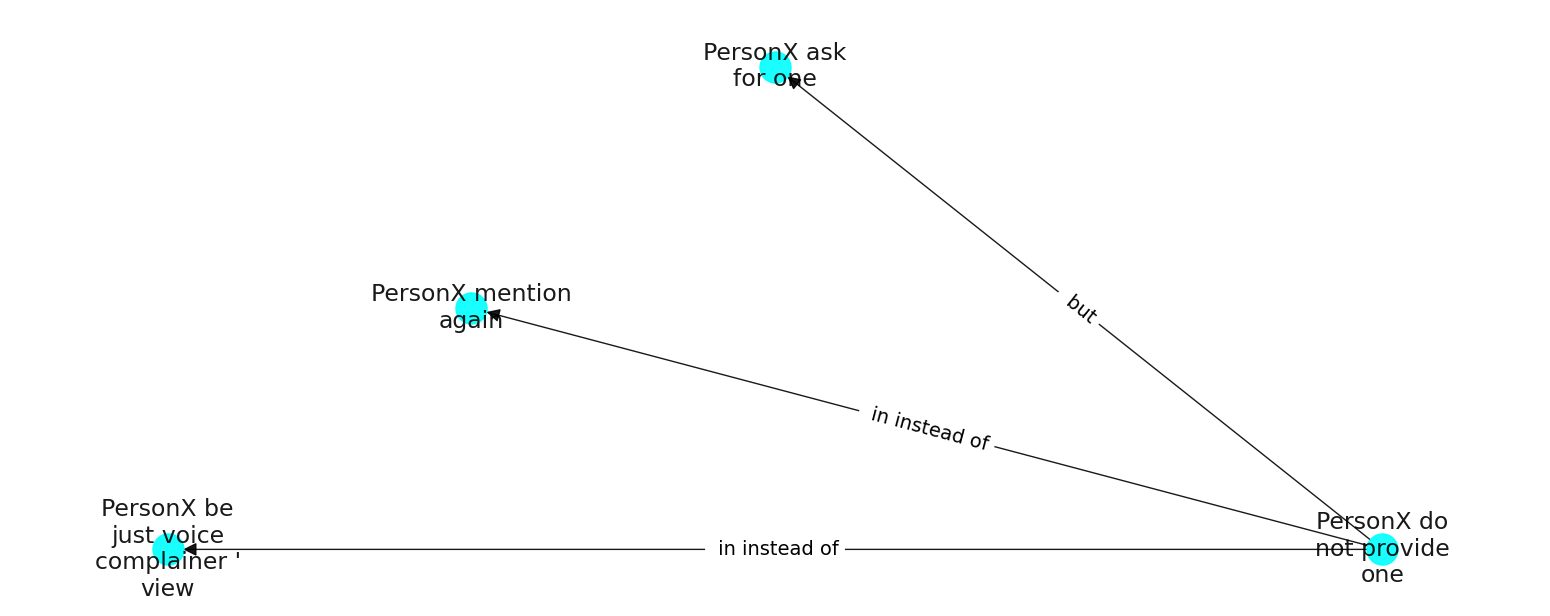 PersonX ask
for one
but
PersonX mention
again
in instead of
PersonX be
just voice
complainer '
view
in instead of
PersonX do
not provide
one